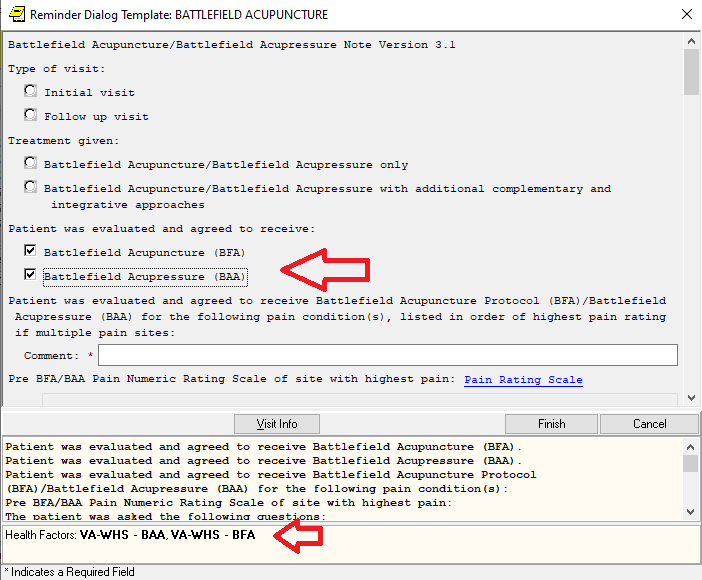 Reminder Dialog Template: BATTLEFIELD ACUPUNCTURE
Battlefield Acupuncture/Battlefield Acupressure Note Version 3.1
Type of visit:
Initial visit
Follow up visit
Treatment given:
Battlefield Acupuncture/Battlefield Acupressure only
Battlefield Acupuncture/Battlefield Acupressure with additional complementary and
integrative approaches
Patient was evaluated and agreed to receive:
Battlefield Acupuncture (BFA)
Battlefield Acupressure (BAA)
Patient was evaluated and agreed to receive Battlefield Acupuncture Protocol (BFA)/Battlefield
Acupressure (BAA) for the following pain condition(s), listed in order of highest pain rating
if multiple pain sites:
Comment: *
Pre BFA/BAA Pain Numeric Rating Scale of site with highest pain: Pain Rating Scale
Visit Info Finish Cancel
Patient was evaluated and agreed to receive Battlefield Acupuncture (BFA).
Patient was evaluated and agreed to receive Battlefield Acupressure (BAA).
Patient was evaluated and agreed to receive Battlefield Acupuncture Protocol
(BFA)/Battlefield Acupressure (BAA) for the following pain condition(s):
Pre BFA/BAA Pain Numeric Rating Scale of site with highest pain:
The patient was asked the following questions:
Health Factors: VA-WHS - BAA, VA-WHS - BFA
* Indicates a Required Field